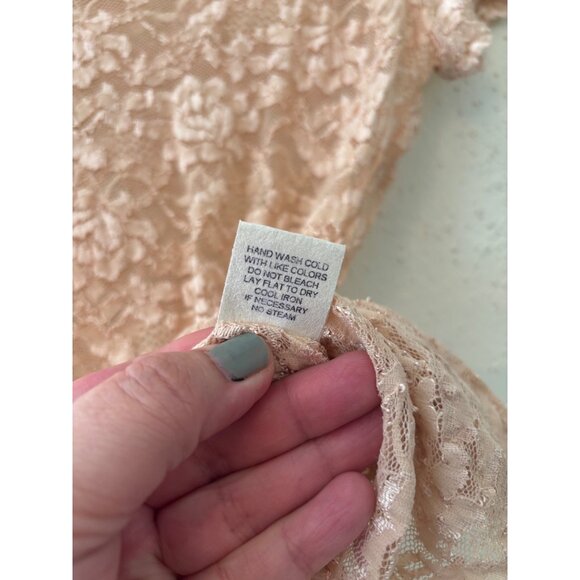 HAND WASH COLD
WITH LIKE COLORS
DO NOT BLEACH
LAY FLAT TO DRY
COOL IRON
IF NECESSARY
NO STEAM